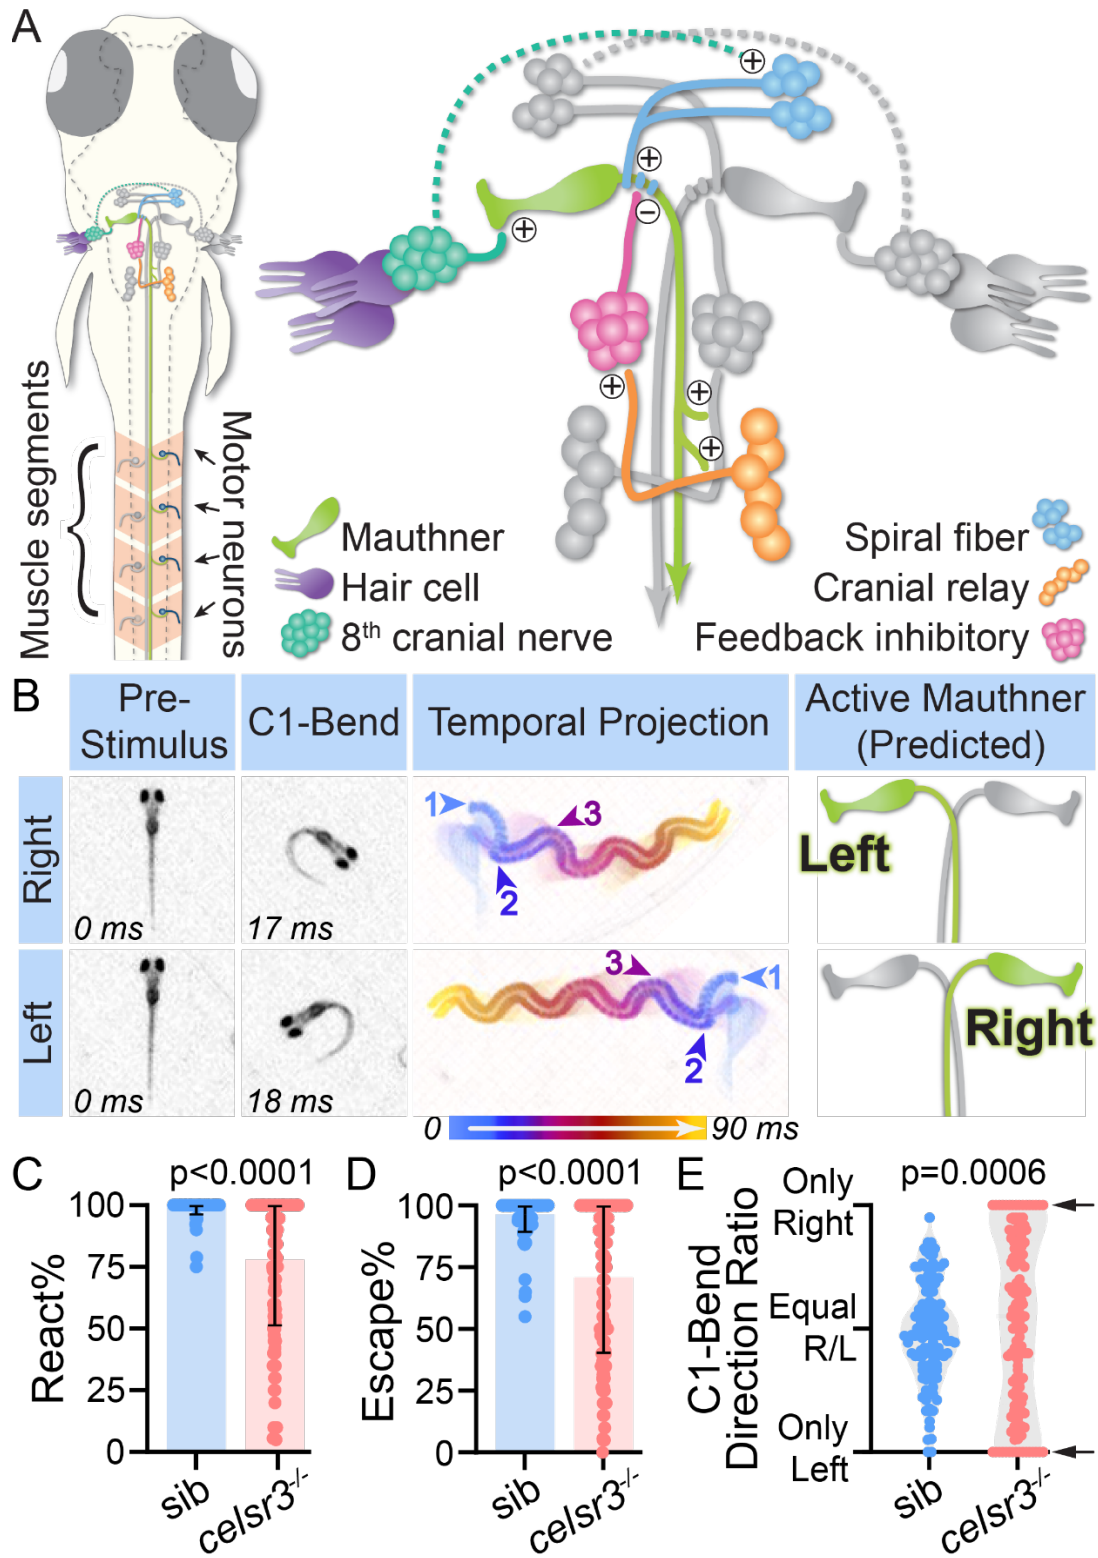 A
Muscle segments
Motor neurons
+
+
−
+
+
+
+
Mauthner
Hair cell
8th cranial nerve
Spiral fiber
Cranial relay
Feedback inhibitory
B
Pre-
Stimulus
C1-Bend
Temporal Projection
Active Mauthner
(Predicted)
Right
0 ms
17 ms
1
2
3
Left
Left
0 ms
18 ms
3
1
2
Right
0
90 ms
C
p<0.0001
React%
100
75
50
25
0
sib
celsr3-/-
D
p<0.0001
Escape%
100
75
50
25
0
sib
celsr3-/-
E
p=0.0006
C1-Bend
Direction Ratio
Only
Right
Equal
R/L
Only
Left
sib
celsr3-/-